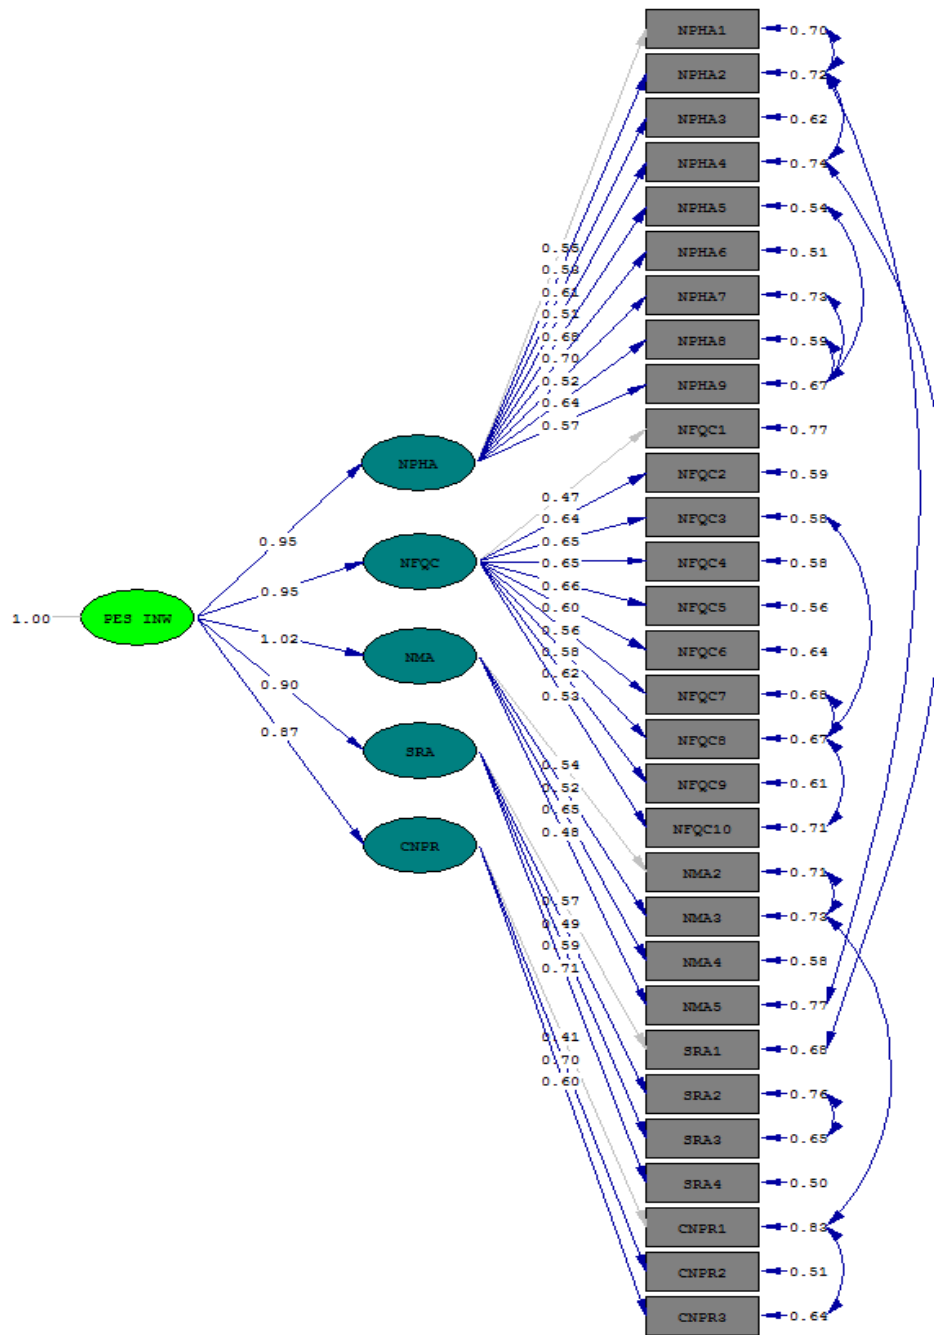 NPHA1 0.70
NPHA2 0.72
NPHA3 0.62
NPHA4 0.74
NPHA5 0.54
NPHA6 0.51
NPHA7 0.73
NPHA8 0.59
NPHA9 0.67
NFQC1 0.77
NFQC2 0.59
NFQC3 0.58
NFQC4 0.58
NFQC5 0.56
NFQC6 0.64
NFQC7 0.68
NFQC8 0.67
NFQC9 0.61
NFQC10 0.71
NMA2 0.71
NMA3 0.73
NMA4 0.58
NMA5 0.77
SRA1 0.68
SRA2 0.76
SRA3 0.65
SRA4 0.50
CNPR1 0.83
CNPR2 0.51
CNPR3 0.64
0.55
0.53
0.61
0.51
0.68
0.70
0.52
0.64
0.57
0.47
0.64
0.65
0.65
0.66
0.60
0.56
0.58
0.62
0.53
0.54
0.52
0.65
0.48
0.57
0.49
0.59
0.71
0.41
0.70
0.60
NPHA
NFQC
NMA
SRA
CNPR
0.95
0.95
1.02
0.90
0.87
1.00 PES INW